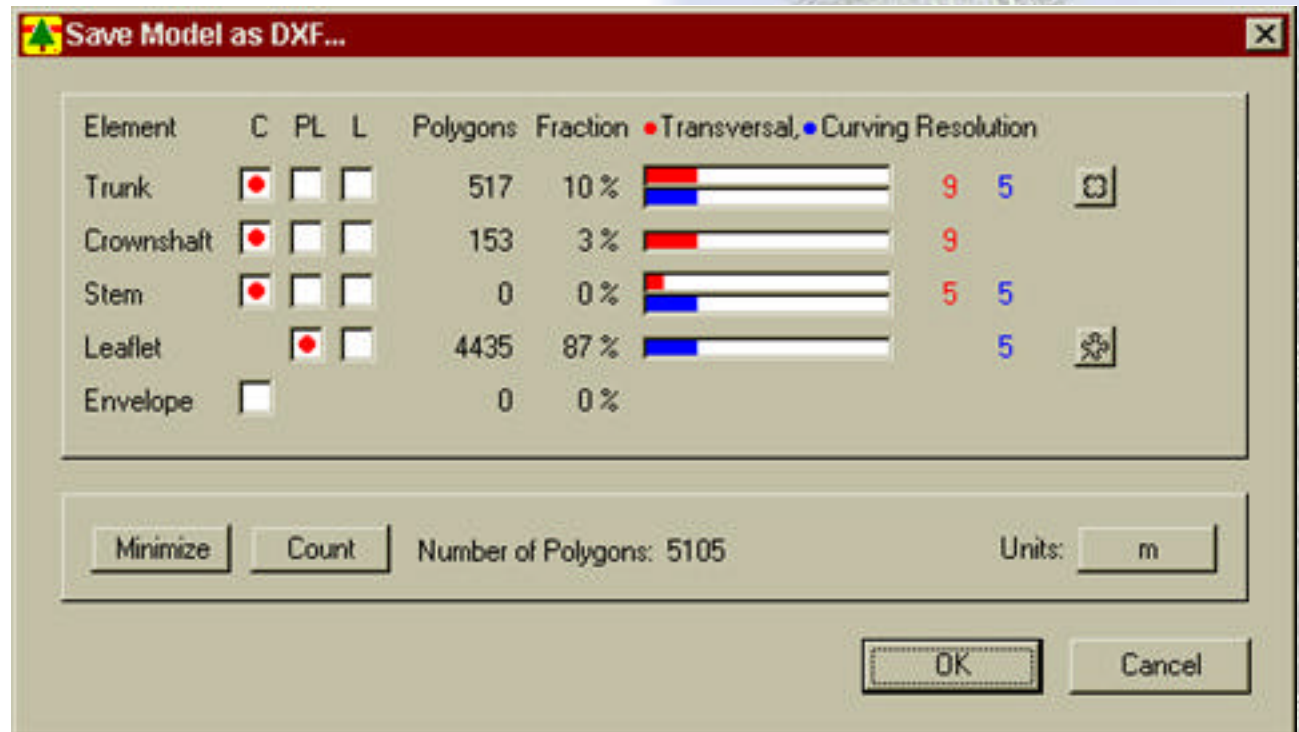 Save Model as DXF...
Element C PL L Polygons Fraction Transversal, Curving Resolution
Trunk 517 10 % 9 5
Crownshaft 153 3 % 9
Stem 0 0 % 5 5
Leaflet 4435 87 % 5
Envelope 0 0 %
Minimize Count Number of Polygons: 5105 Units: m
OK Cancel